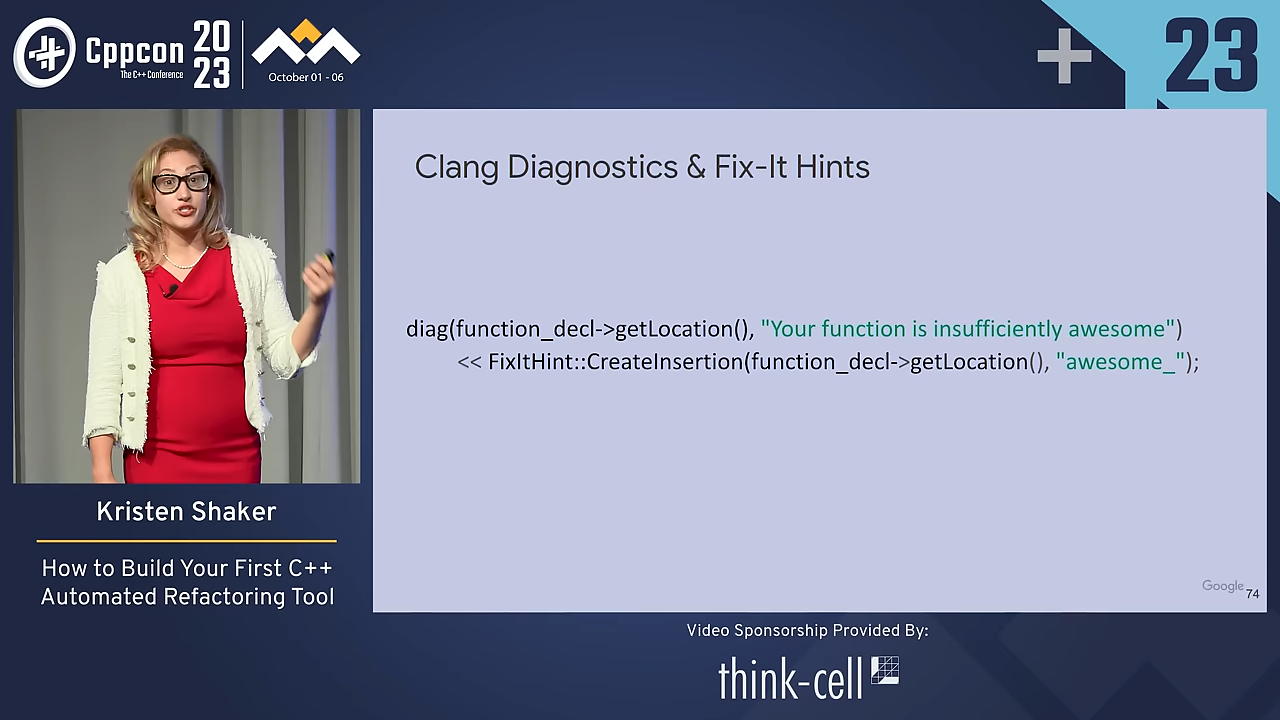 Cppcon
The C++ Conference
20
23
October 01 - 06
23
Clang Diagnostics & Fix-It Hints
diag(function_decl->getLocation(), "Your function is insufficiently awesome")
<< FixItHint::CreateInsertion(function_decl->getLocation(), "awesome_");
Google
74
Kristen Shaker
How to Build Your First C++
Automated Refactoring Tool
Video Sponsorship Provided By:
think-cell